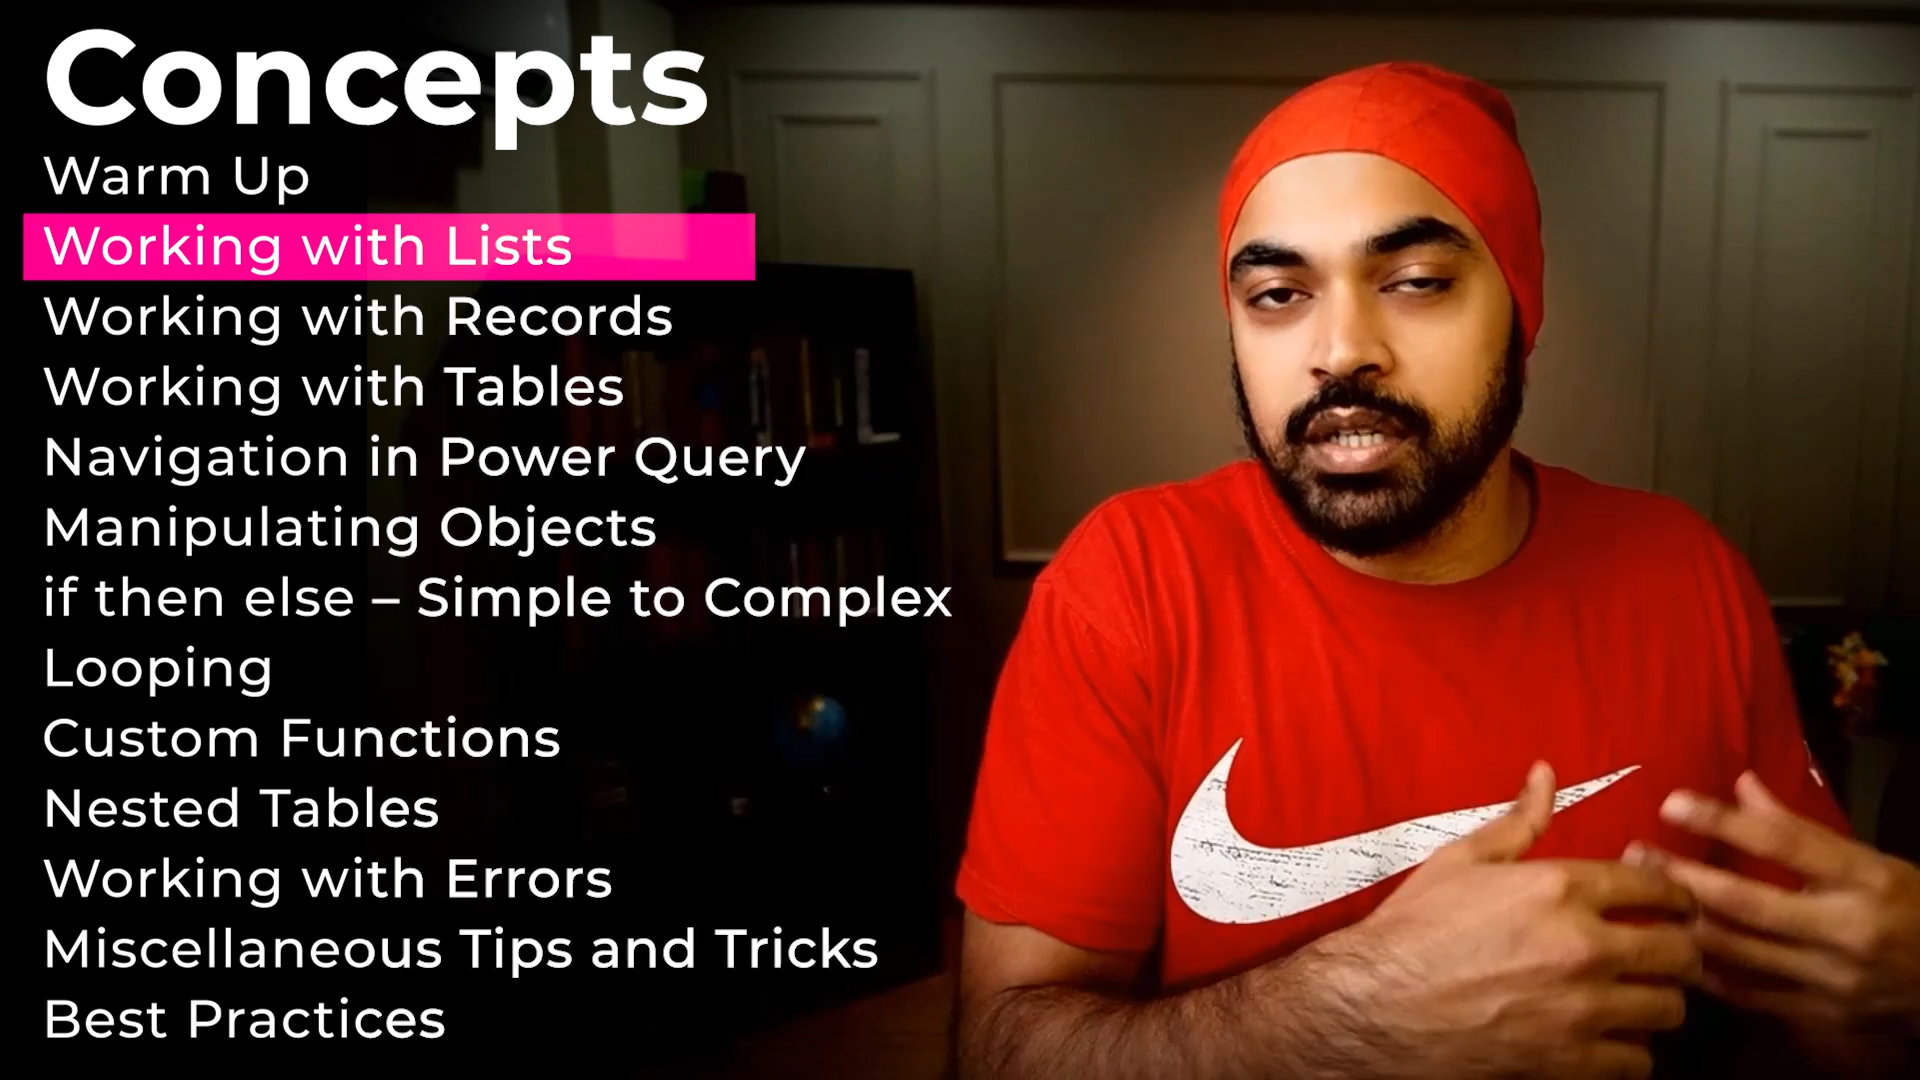 Concepts
Warm Up
Working with Lists
Working with Records
Working with Tables
Navigation in Power Query
Manipulating Objects
if then else – Simple to Complex
Looping
Custom Functions
Nested Tables
Working with Errors
Miscellaneous Tips and Tricks
Best Practices